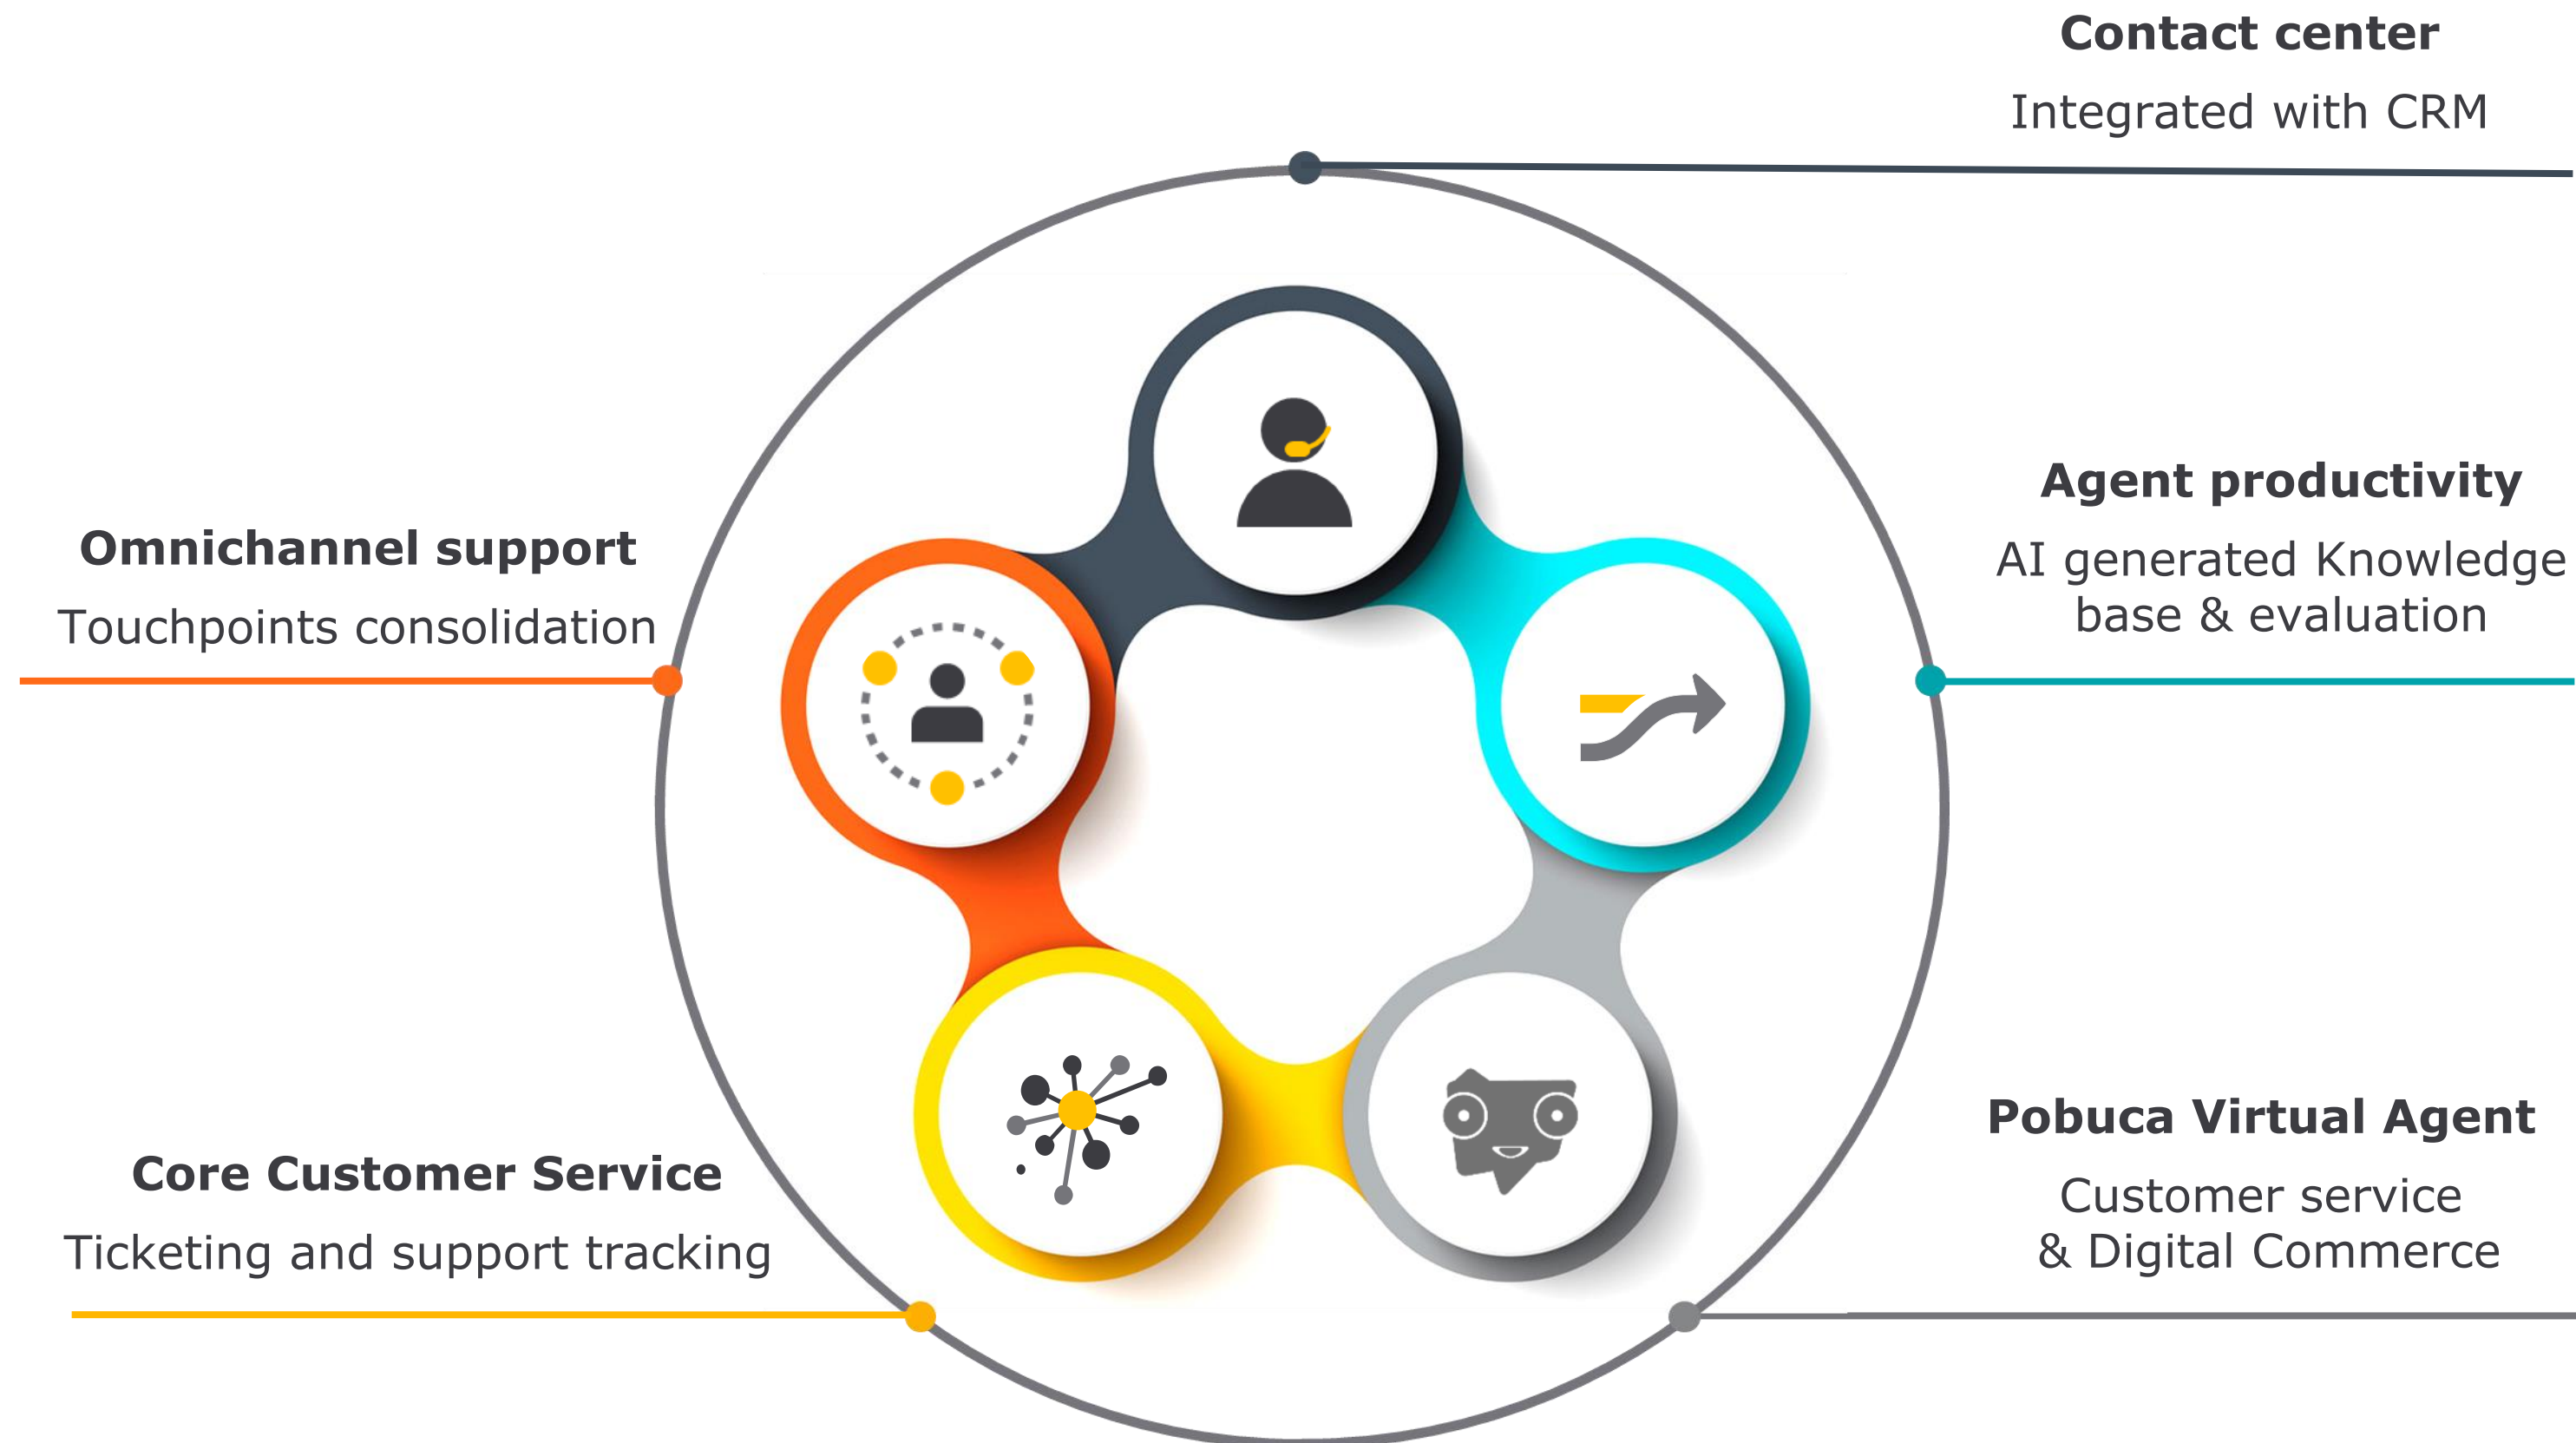 Contact center
Integrated with CRM
Agent productivity
AI generated Knowledge
base & evaluation
Omnichannel support
Touchpoints consolidation
Pobuca Virtual Agent
Customer service
& Digital Commerce
Core Customer Service
Ticketing and support tracking